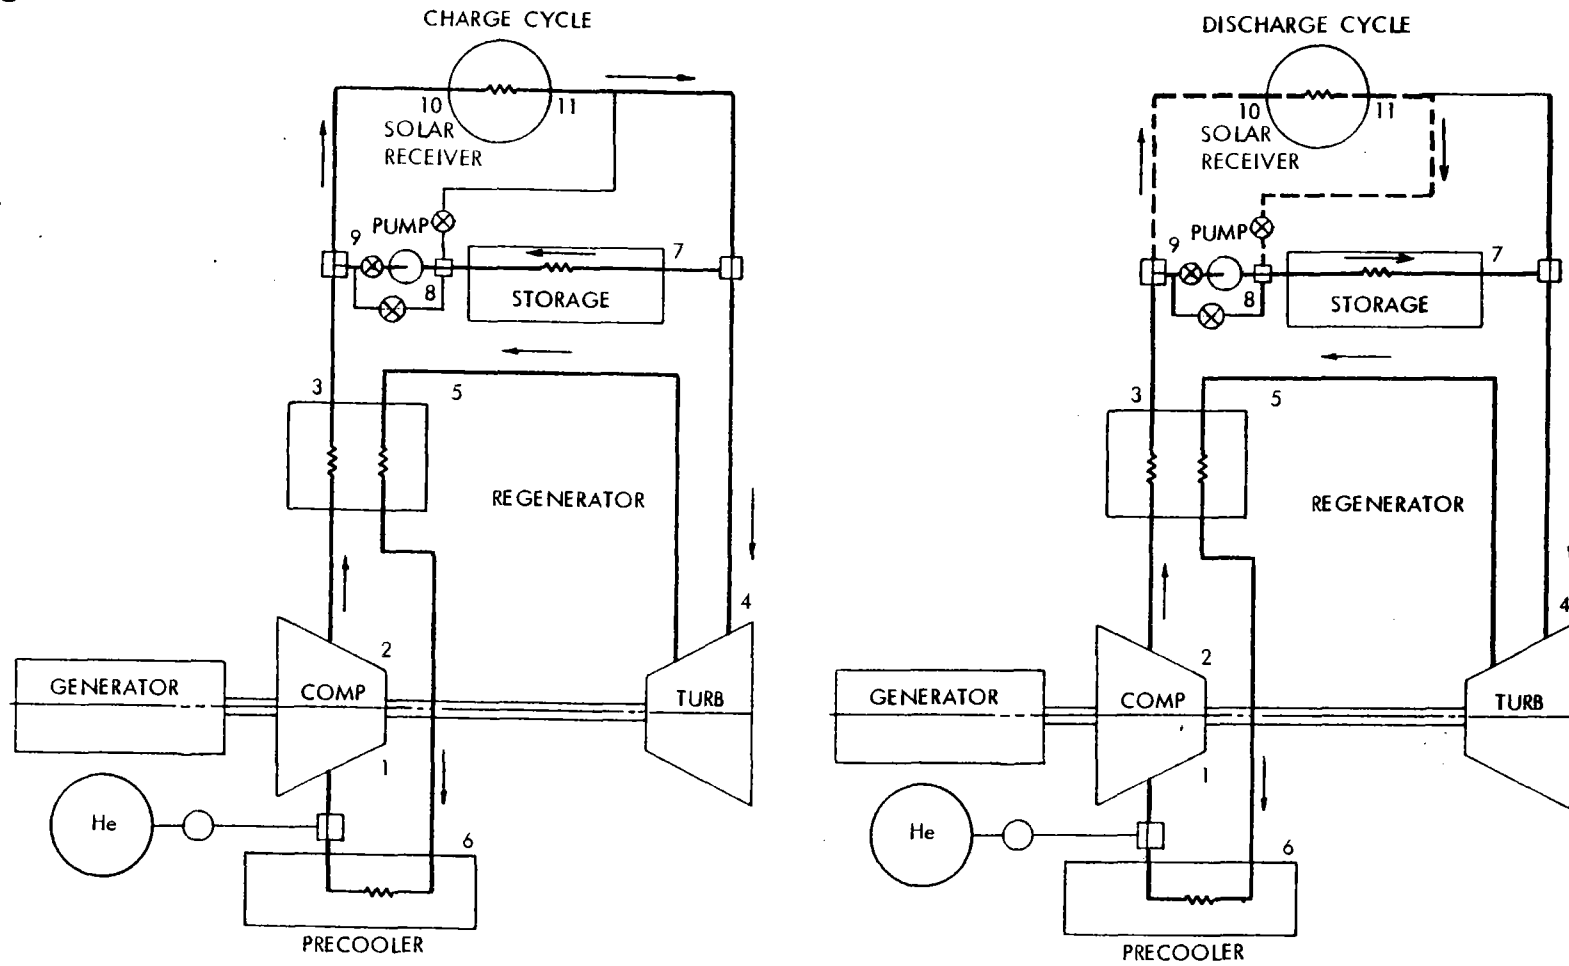 CHARGE CYCLE
10
11
SOLAR
RECEIVER
PUMP
9
7
8
STORAGE
3
5
REGENERATOR
4
2
GENERATOR
COMP
TURB
1
He
6
PRECOOLER
DISCHARGE CYCLE
10
11
SOLAR
RECEIVER
PUMP
9
7
8
STORAGE
3
5
REGENERATOR
4
2
GENERATOR
COMP
TURB
1
He
6
PRECOOLER